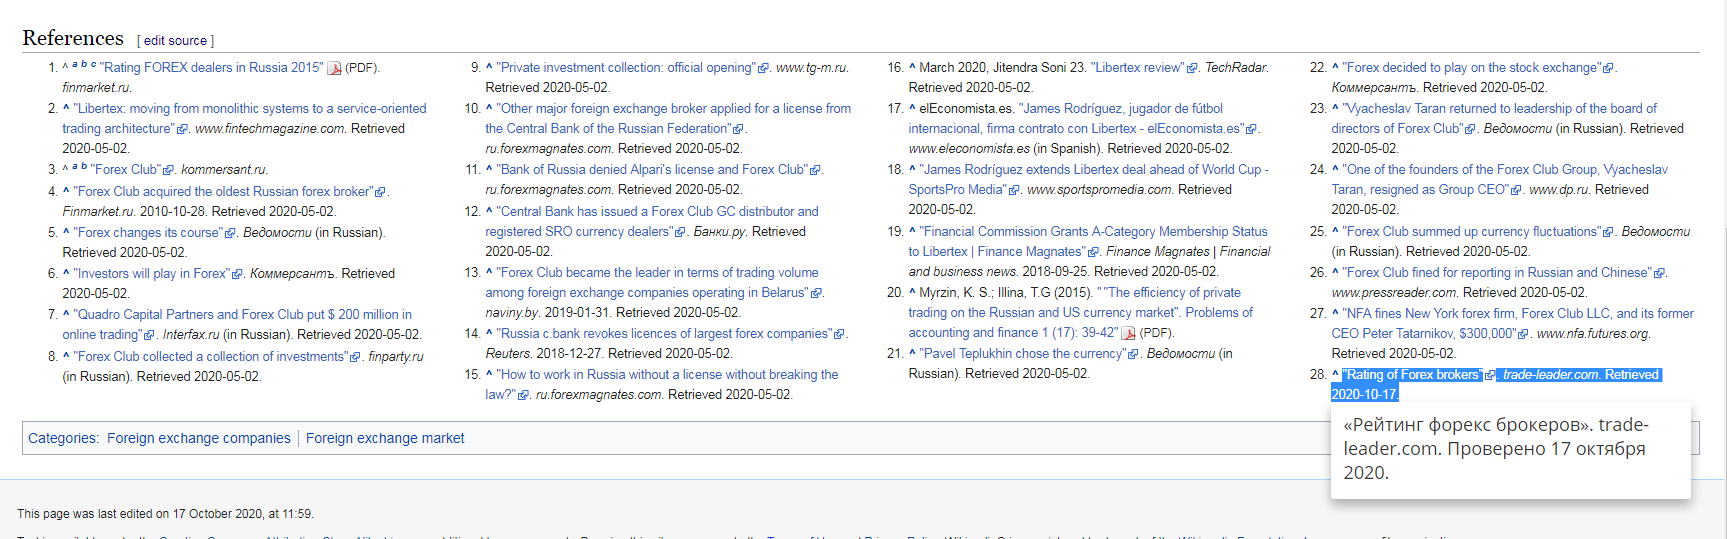 References [ edit source ]
1. ^ a b c "Rating FOREX dealers in Russia 2015" (PDF).
finmarket.ru.
2. ^ "Libertex: moving from monolithic systems to a service-oriented
trading architecture". www.fintechmagazine.com. Retrieved
2020-05-02.
3. ^ a b "Forex Club". kommersant.ru.
4. ^ "Forex Club acquired the oldest Russian forex broker".
Finmarket.ru. 2010-10-28. Retrieved 2020-05-02.
5. ^ "Forex changes its course". Ведомости (in Russian).
Retrieved 2020-05-02.
6. ^ "Investors will play in Forex". Коммерсантъ. Retrieved
2020-05-02.
7. ^ "Quadro Capital Partners and Forex Club put $ 200 million in
online trading". Interfax.ru (in Russian). Retrieved 2020-05-02.
8. ^ "Forex Club collected a collection of investments". finparty.ru
(in Russian). Retrieved 2020-05-02.
9. ^ "Private investment collection: official opening". www.tg-m.ru.
Retrieved 2020-05-02.
10. ^ "Other major foreign exchange broker applied for a license from
the Central Bank of the Russian Federation".
ru.forexmagnates.com. Retrieved 2020-05-02.
11. ^ "Bank of Russia denied Alpari's license and Forex Club".
ru.forexmagnates.com. Retrieved 2020-05-02.
12. ^ "Central Bank has issued a Forex Club GC distributor and
registered SRO currency dealers". Банки.ру. Retrieved
2020-05-02.
13. ^ "Forex Club became the leader in terms of trading volume
among foreign exchange companies operating in Belarus".
naviny.by. 2019-01-31. Retrieved 2020-05-02.
14. ^ "Russia c.bank revokes licences of largest forex companies".
Reuters. 2018-12-27. Retrieved 2020-05-02.
15. ^ "How to work in Russia without a license without breaking the
law?". ru.forexmagnates.com. Retrieved 2020-05-02.
16. ^ March 2020, Jitendra Soni 23. "Libertex review". TechRadar.
Retrieved 2020-05-02.
17. ^ elEconomista.es. "James Rodríguez, jugador de fútbol
internacional, firma contrato con Libertex - elEconomista.es".
www.eleconomista.es (in Spanish). Retrieved 2020-05-02.
18. ^ "James Rodríguez extends Libertex deal ahead of World Cup -
SportsPro Media". www.sportspromedia.com. Retrieved
2020-05-02.
19. ^ "Financial Commission Grants A-Category Membership Status
to Libertex | Finance Magnates". Finance Magnates | Financial
and business news. 2018-09-25. Retrieved 2020-05-02.
20. ^ Myrzin, K. S.; Illina, T.G (2015). " "The efficiency of private
trading on the Russian and US currency market". Problems of
accounting and finance 1 (17): 39-42" (PDF).
21. ^ "Pavel Teplukhin chose the currency". Ведомости (in
Russian). Retrieved 2020-05-02.
22. ^ "Forex decided to play on the stock exchange".
Коммерсантъ. Retrieved 2020-05-02.
23. ^ "Vyacheslav Taran returned to leadership of the board of
directors of Forex Club". Ведомости (in Russian). Retrieved
2020-05-02.
24. ^ "One of the founders of the Forex Club Group, Vyacheslav
Taran, resigned as Group CEO". www.dp.ru. Retrieved
2020-05-02.
25. ^ "Forex Club summed up currency fluctuations". Ведомости
(in Russian). Retrieved 2020-05-02.
26. ^ "Forex Club fined for reporting in Russian and Chinese".
www.pressreader.com. Retrieved 2020-05-02.
27. ^ "NFA fines New York forex firm, Forex Club LLC, and its former
CEO Peter Tatarnikov, $300,000". www.nfa.futures.org.
Retrieved 2020-05-02.
28. ^ "Rating of Forex brokers". trade-leader.com. Retrieved
2020-10-17.
«Рейтинг форекс брокеров». trade-
leader.com. Проверено 17 октября
2020.
Categories: Foreign exchange companies | Foreign exchange market
This page was last edited on 17 October 2020, at 11:59.